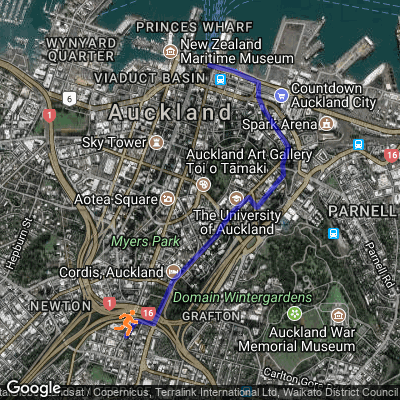 PRINCES WHARF
WYNYARD
QUARTER
New Zealand
Maritime Museum
VIADUCT BASIN
Countdown
Auckland City
6
1
Auckland
Spark Arena
Sky Tower
Auckland Art Gallery
Toi o Tāmaki
16
Aotea Square
The University
of Auckland
PARNELL
Hepburn St
Myers Park
Parnell Rd
Cordis, Auckland
NEWTON
1
16
Domain Wintergardens
GRAFTON
Auckland War
Memorial Museum
Carlton Gore
Google
Landsat / Copernicus, Terralink International Ltd, Waikato District Council